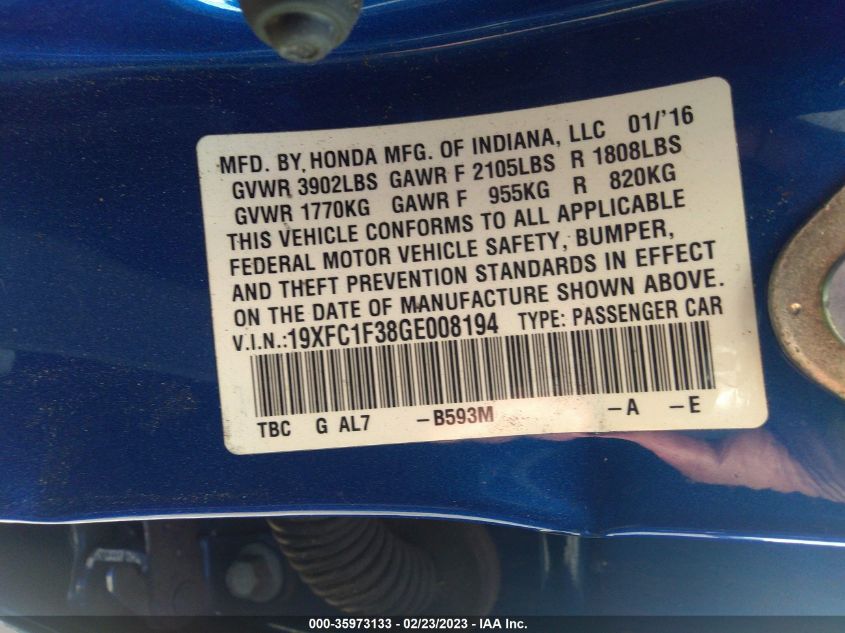 MFD. BY HONDA MFG. OF INDIANA, LLC 01/'16
GVWR 3902LBS GAWR F 2105LBS R 1808LBS
GVWR 1770KG GAWR F 955KG R 820KG
THIS VEHICLE CONFORMS TO ALL APPLICABLE
FEDERAL MOTOR VEHICLE SAFETY, BUMPER,
AND THEFT PREVENTION STANDARDS IN EFFECT
ON THE DATE OF MANUFACTURE SHOWN ABOVE.
V.I.N.:19XFC1F38GE008194 TYPE: PASSENGER CAR
TBC G AL7 -B593M -A -E
000-35973133 - 02/23/2023 - IAA Inc.